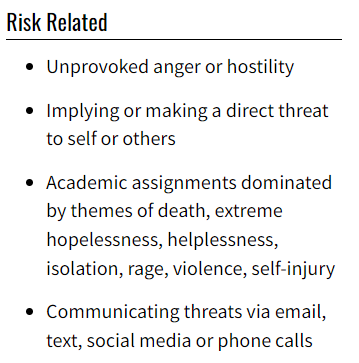 Risk Related
• Unprovoked anger or hostility
• Implying or making a direct threat
to self or others
• Academic assignments dominated
by themes of death, extreme
hopelessness, helplessness,
isolation, rage, violence, self-injury
• Communicating threats via email,
text, social media or phone calls